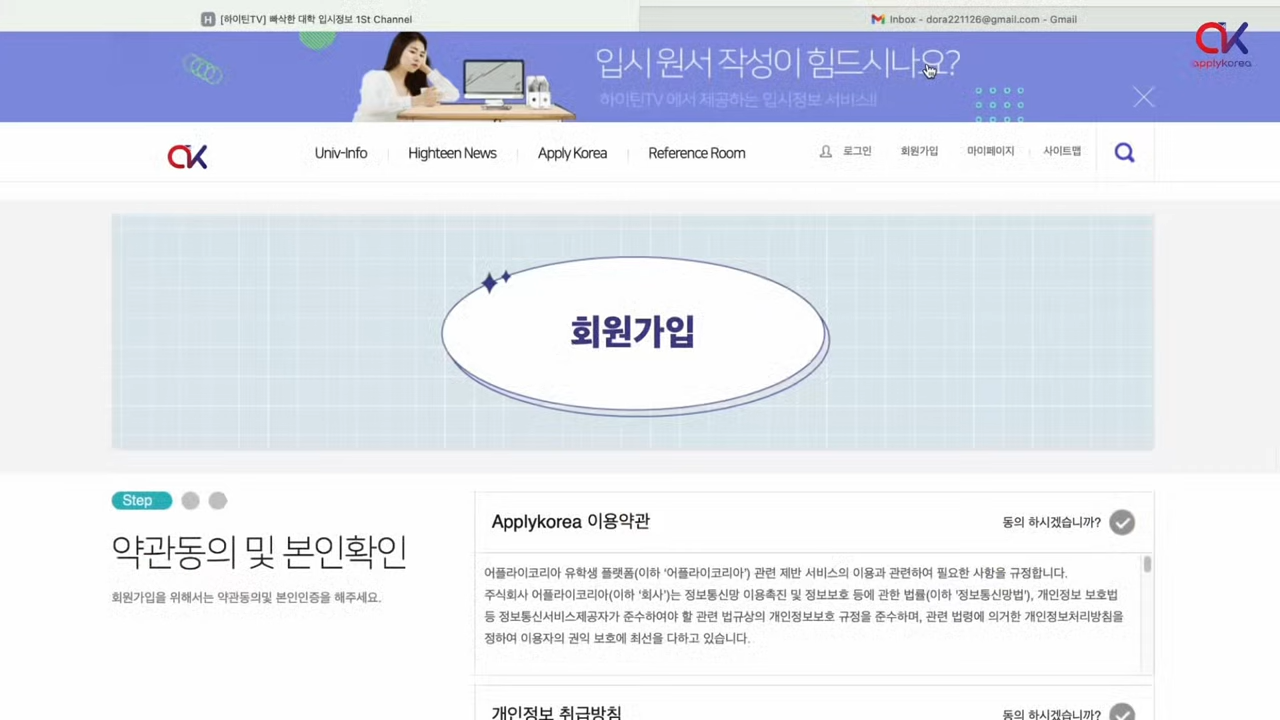 [하이틴TV] 빠삭한 대학 입시정보 1St Channel
Inbox - dora221126@gmail.com - Gmail
입시 원서 작성이 힘드시나요?
하이틴TV 에서 제공하는 입시정보 서비스!!
applykorea
Univ-Info
Highteen News
Apply Korea
Reference Room
로그인
회원가입
마이페이지
사이트맵
회원가입
Step
약관동의 및 본인확인
회원가입을 위해서는 약관동의및 본인인증을 해주세요.
Applykorea 이용약관
동의 하시겠습니까?
어플라이코리아 유학생 플랫폼(이하 ‘어플라이코리아’) 관련 제반 서비스의 이용과 관련하여 필요한 사항을 규정합니다.
주식회사 어플라이코리아(이하 ‘회사’)는 정보통신망 이용촉진 및 정보보호 등에 관한 법률(이하 ‘정보통신망법’), 개인정보 보호법
등 정보통신서비스제공자가 준수하여야 할 관련 법규상의 개인정보보호 규정을 준수하며, 관련 법령에 의거한 개인정보처리방침을
정하여 이용자의 권익 보호에 최선을 다하고 있습니다.
개인정보 취급방침
동의 하시겠습니까?